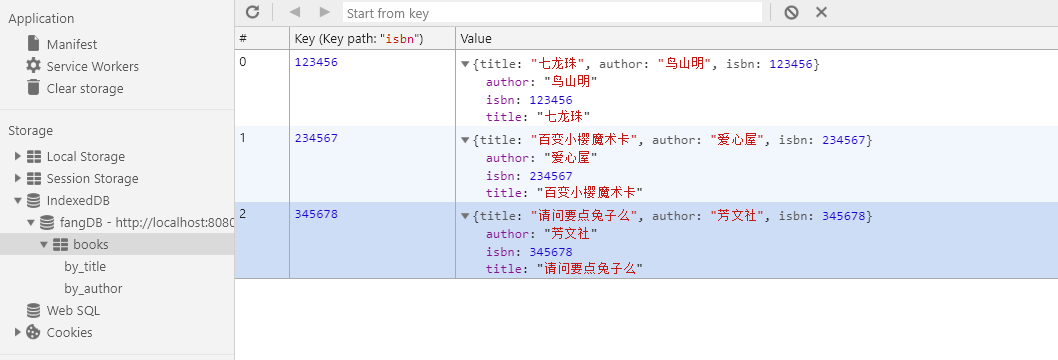 Application
Manifest
Service Workers
Clear storage
Storage
Local Storage
Session Storage
IndexedDB
fangDB - http://localhost:8080
books
by_title
by_author
Web SQL
Cookies
Start from key
# Key (Key path: "isbn") Value
0 123456 {title: "七龙珠", author: "鸟山明", isbn: 123456}
author: "鸟山明"
isbn: 123456
title: "七龙珠"
1 234567 {title: "百变小樱魔术卡", author: "爱心屋", isbn: 234567}
author: "爱心屋"
isbn: 234567
title: "百变小樱魔术卡"
2 345678 {title: "请问要点兔子么", author: "芳文社", isbn: 345678}
author: "芳文社"
isbn: 345678
title: "请问要点兔子么"